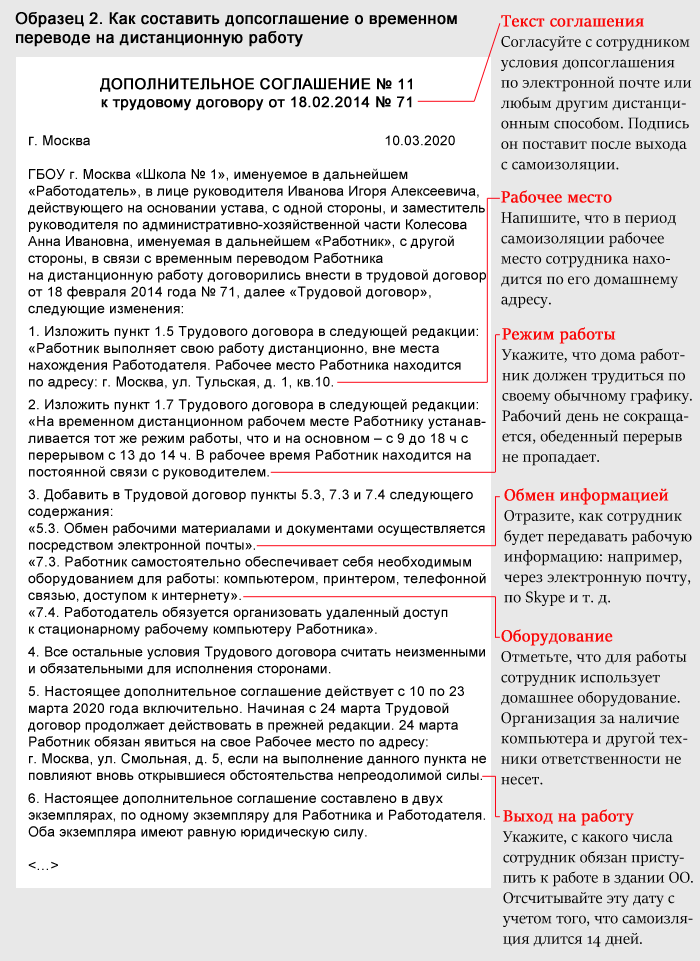 Образец 2. Как составить допсоглашение о временном
переводе на дистанционную работу
ДОПОЛНИТЕЛЬНОЕ СОГЛАШЕНИЕ № 11
к трудовому договору от 18.02.2014 № 71
г. Москва 10.03.2020
ГБОУ г. Москва «Школа № 1», именуемое в дальнейшем
«Работодатель», в лице руководителя Иванова Игоря Алексеевича,
действующего на основании устава, с одной стороны, и заместитель
руководителя по административно-хозяйственной части Колесова
Анна Ивановна, именуемая в дальнейшем «Работник», с другой
стороны, в связи с временным переводом Работника
на дистанционную работу договорились внести в трудовой договор
от 18 февраля 2014 года № 71, далее «Трудовой договор»,
следующие изменения:
1. Изложить пункт 1.5 Трудового договора в следующей редакции:
«Работник выполняет свою работу дистанционно, вне места
нахождения Работодателя. Рабочее место Работника находится
по адресу: г. Москва, ул. Тульская, д. 1, кв.10.
2. Изложить пункт 1.7 Трудового договора в следующей редакции:
«На временном дистанционном рабочем месте Работнику устанав-
ливается тот же режим работы, что и на основном – с 9 до 18 ч с
перерывом с 13 до 14 ч. В рабочее время Работник находится на
постоянной связи с руководителем.
3. Добавить в Трудовой договор пункты 5.3, 7.3 и 7.4 следующего
содержания:
«5.3. Обмен рабочими материалами и документами осуществляется
посредством электронной почты».
«7.3. Работник самостоятельно обеспечивает себя необходимым
оборудованием для работы: компьютером, принтером, телефонной
связью, доступом к интернету».
«7.4. Работодатель обязуется организовать удаленный доступ
к стационарному рабочему компьютеру Работника».
4. Все остальные условия Трудового договора считать неизменными
и обязательными для исполнения сторонами.
5. Настоящее дополнительное соглашение действует с 10 по 23
марта 2020 года включительно. Начиная с 24 марта Трудовой
договор продолжает действовать в прежней редакции. 24 марта
Работник обязан явиться на свое Рабочее место по адресу:
г. Москва, ул. Смольная, д. 5, если на выполнение данного пункта не
повлияют вновь открывшиеся обстоятельства непреодолимой силы.
6. Настоящее дополнительное соглашение составлено в двух
экземплярах, по одному экземпляру для Работника и Работодателя.
Оба экземпляра имеют равную юридическую силу.
<...>
Текст соглашения
Согласуйте с сотрудником
условия допсоглашения
по электронной почте или
любым другим дистанци-
онным способом. Подпись
он поставит после выхода
с самоизоляции.
Рабочее место
Напишите, что в период
самоизоляции рабочее
место сотрудника нахо-
дится по его домашнему
адресу.
Режим работы
Укажите, что дома работ-
ник должен трудиться по
своему обычному графику.
Рабочий день не сокраща-
ется, обеденный перерыв
не пропадает.
Обмен информацией
Отразите, как сотрудник
будет передавать рабочую
информацию: например,
через электронную почту,
по Skype и т. д.
Оборудование
Отметьте, что для работы
сотрудник использует
домашнее оборудование.
Организация за наличие
компьютера и другой тех-
ники ответственности не
несет.
Выход на работу
Укажите, с какого числа
сотрудник обязан присту-
пить к работе в здании ОО.
Отсчитывайте эту дату с
учетом того, что самоизля-
ция длится 14 дней.